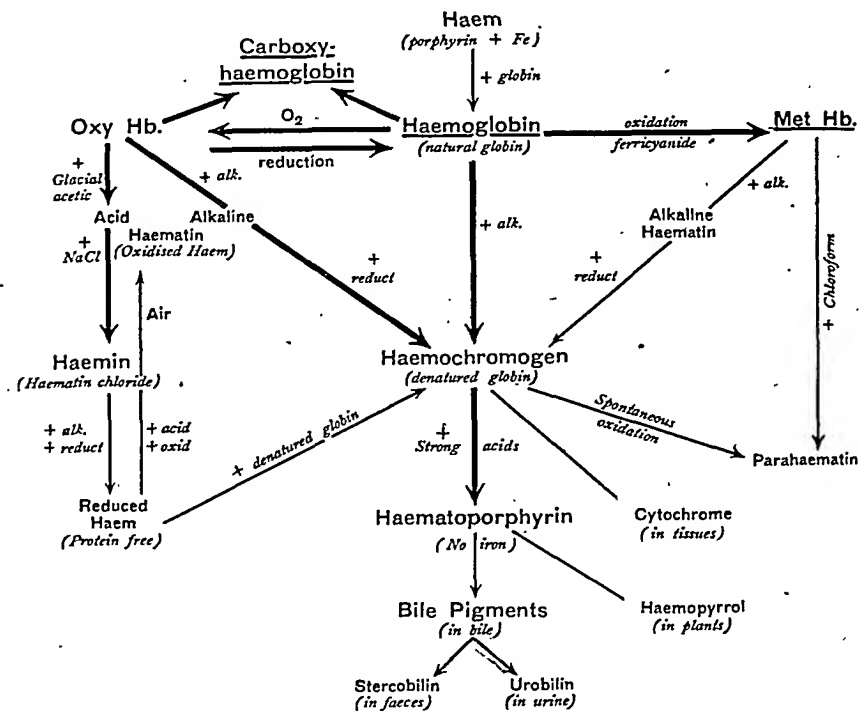 Haem
(porphyrin + Fe)
Carboxy-
haemoglobin
+ globin
Oxy Hb.
O₂
Haemoglobin
(natural globin)
oxidation
ferricyanide
Met Hb.
reduction
+
Glacial
acetic
+ alk.
+ alk.
+ alk.
Acid
Alkaline
Haematin
(Oxidised Haem)
Alkaline
Haematin
+
NaCl
+
reduct
+
reduct
+ Chloroform
Air
Haemin
(Haematin chloride)
Haemochromogen
(denatured globin)
+ alk.
+ reduct
+ acid
+ oxid
+ denatured globin
+
Strong acids
Spontaneous
oxidation
Parahaematin
Reduced
Haem
(Protein free)
Haematoporphyrin
(No iron)
Cytochrome
(in tissues)
Bile Pigments
(in bile)
Haemopyrrol
(in plants)
Stercobilin
(in faeces)
Urobilin
(in urine)